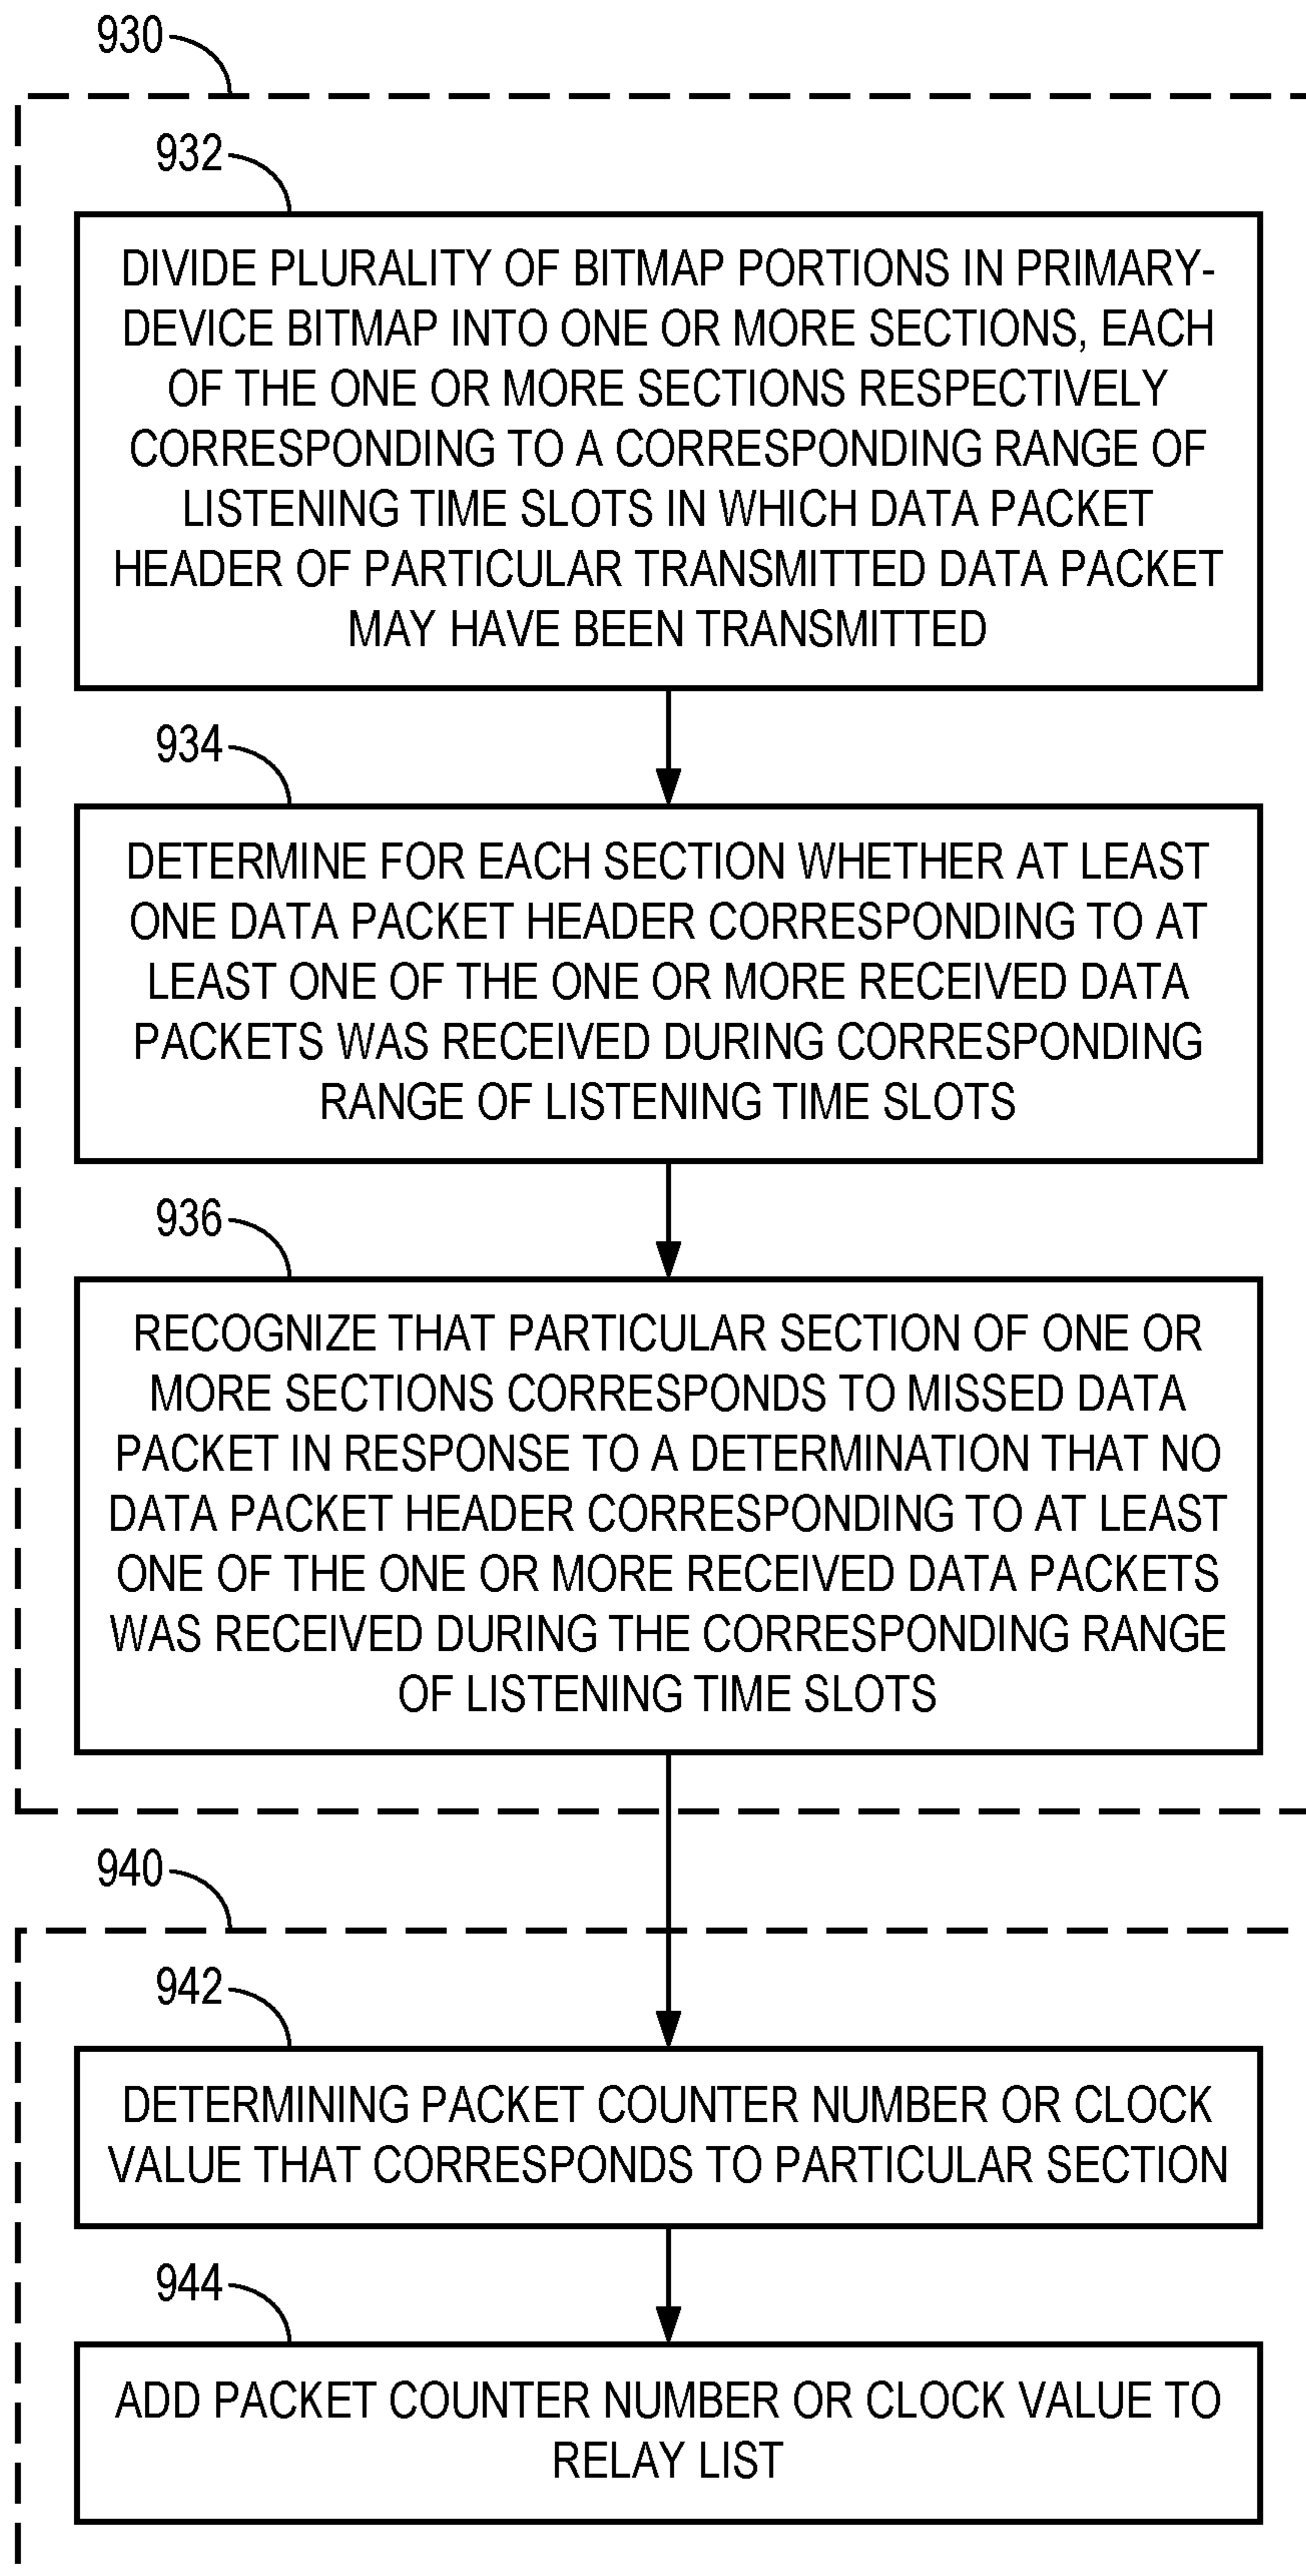 930
932
DIVIDE PLURALITY OF BITMAP PORTIONS IN PRIMARY-
DEVICE BITMAP INTO ONE OR MORE SECTIONS, EACH
OF THE ONE OR MORE SECTIONS RESPECTIVELY
CORRESPONDING TO A CORRESPONDING RANGE OF
LISTENING TIME SLOTS IN WHICH DATA PACKET
HEADER OF PARTICULAR TRANSMITTED DATA PACKET
MAY HAVE BEEN TRANSMITTED
934
DETERMINE FOR EACH SECTION WHETHER AT LEAST
ONE DATA PACKET HEADER CORRESPONDING TO AT
LEAST ONE OF THE ONE OR MORE RECEIVED DATA
PACKETS WAS RECEIVED DURING CORRESPONDING
RANGE OF LISTENING TIME SLOTS
936
RECOGNIZE THAT PARTICULAR SECTION OF ONE OR
MORE SECTIONS CORRESPONDS TO MISSED DATA
PACKET IN RESPONSE TO A DETERMINATION THAT NO
DATA PACKET HEADER CORRESPONDING TO AT LEAST
ONE OF THE ONE OR MORE RECEIVED DATA PACKETS
WAS RECEIVED DURING THE CORRESPONDING RANGE
OF LISTENING TIME SLOTS
940
942
DETERMINING PACKET COUNTER NUMBER OR CLOCK
VALUE THAT CORRESPONDS TO PARTICULAR SECTION
944
ADD PACKET COUNTER NUMBER OR CLOCK VALUE TO
RELAY LIST